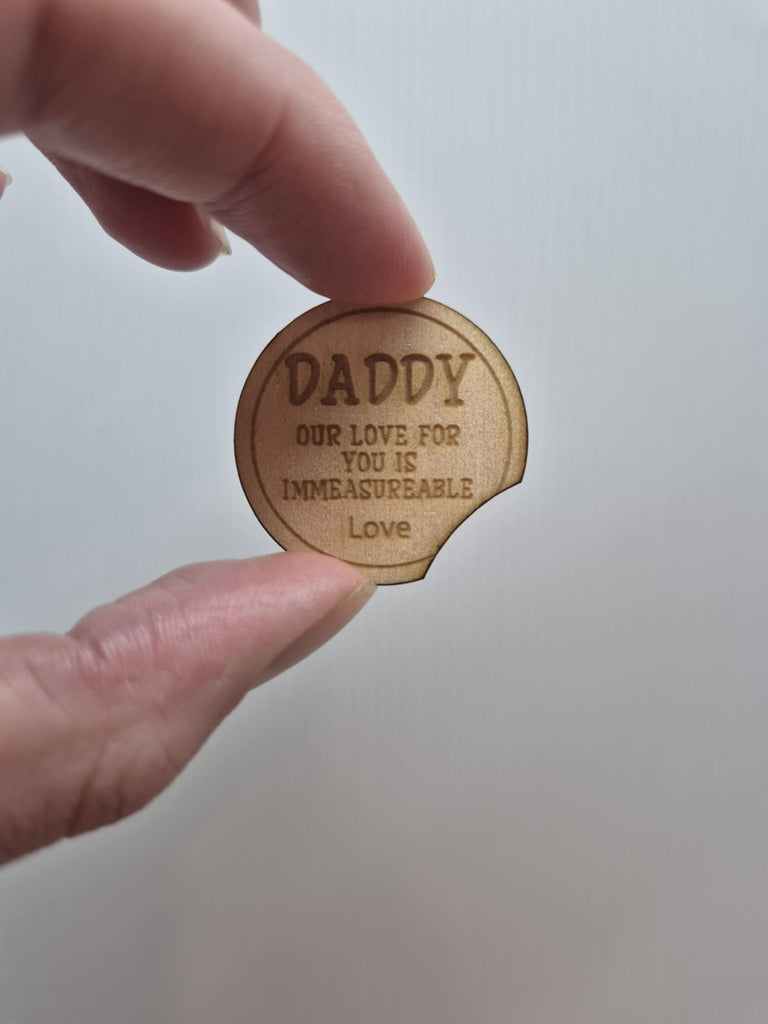 DADDY
OUR LOVE FOR
YOU IS
IMMEASUREABLE
Love